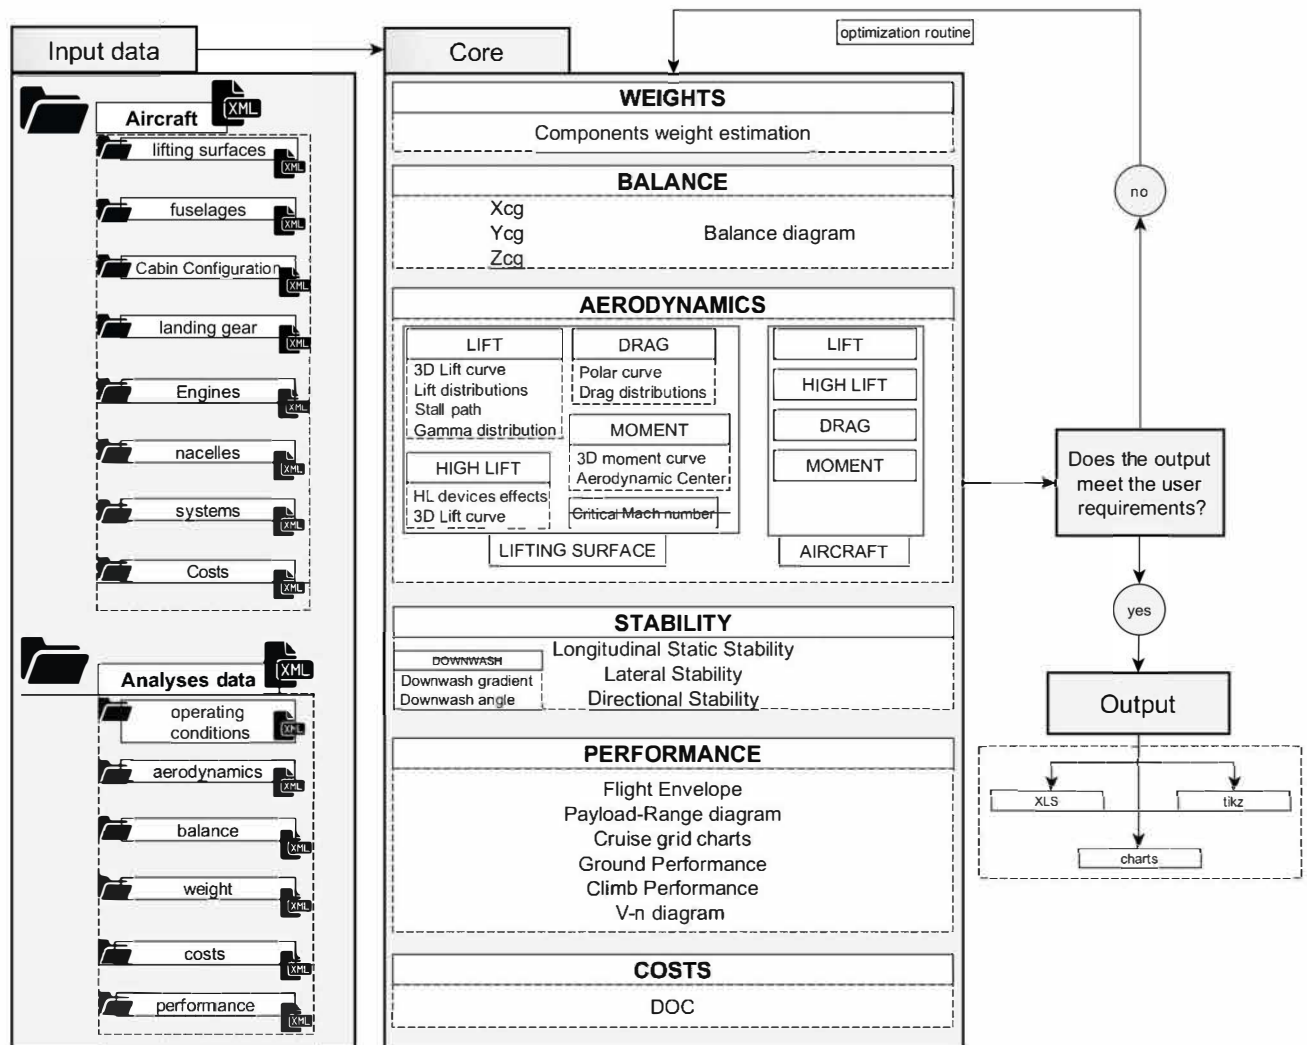 Input data
Aircraft
XML
lifting surfaces
XML
fuselages
XML
Cabin Configuration
XML
landing gear
XML
Engines
XML
nacelles
XML
systems
XML
Costs
XML
Analyses data
XML
operating
conditions
XML
aerodynamics
XML
balance
XML
weight
XML
costs
XML
performance
XML
Core
WEIGHTS
Components weight estimation
BALANCE
Xcg
Ycg
Zcg
Balance diagram
AERODYNAMICS
LIFT
3D Lift curve
Lift distributions
Stall path
Gamma distribution
HIGH LIFT
HL devices effects
3D Lift curve
DRAG
Polar curve
Drag distributions
MOMENT
3D moment curve
Aerodynamic Center
Critical Mach number
LIFTING SURFACE
LIFT
HIGH LIFT
DRAG
MOMENT
AIRCRAFT
STABILITY
DOWNWASH
Downwash gradient
Downwash angle
Longitudinal Static Stability
Lateral Stability
Directional Stability
PERFORMANCE
Flight Envelope
Payload-Range diagram
Cruise grid charts
Ground Performance
Climb Performance
V-n diagram
COSTS
DOC
optimization routine
no
Does the output
meet the user
requirements?
yes
Output
XLS
tikz
charts